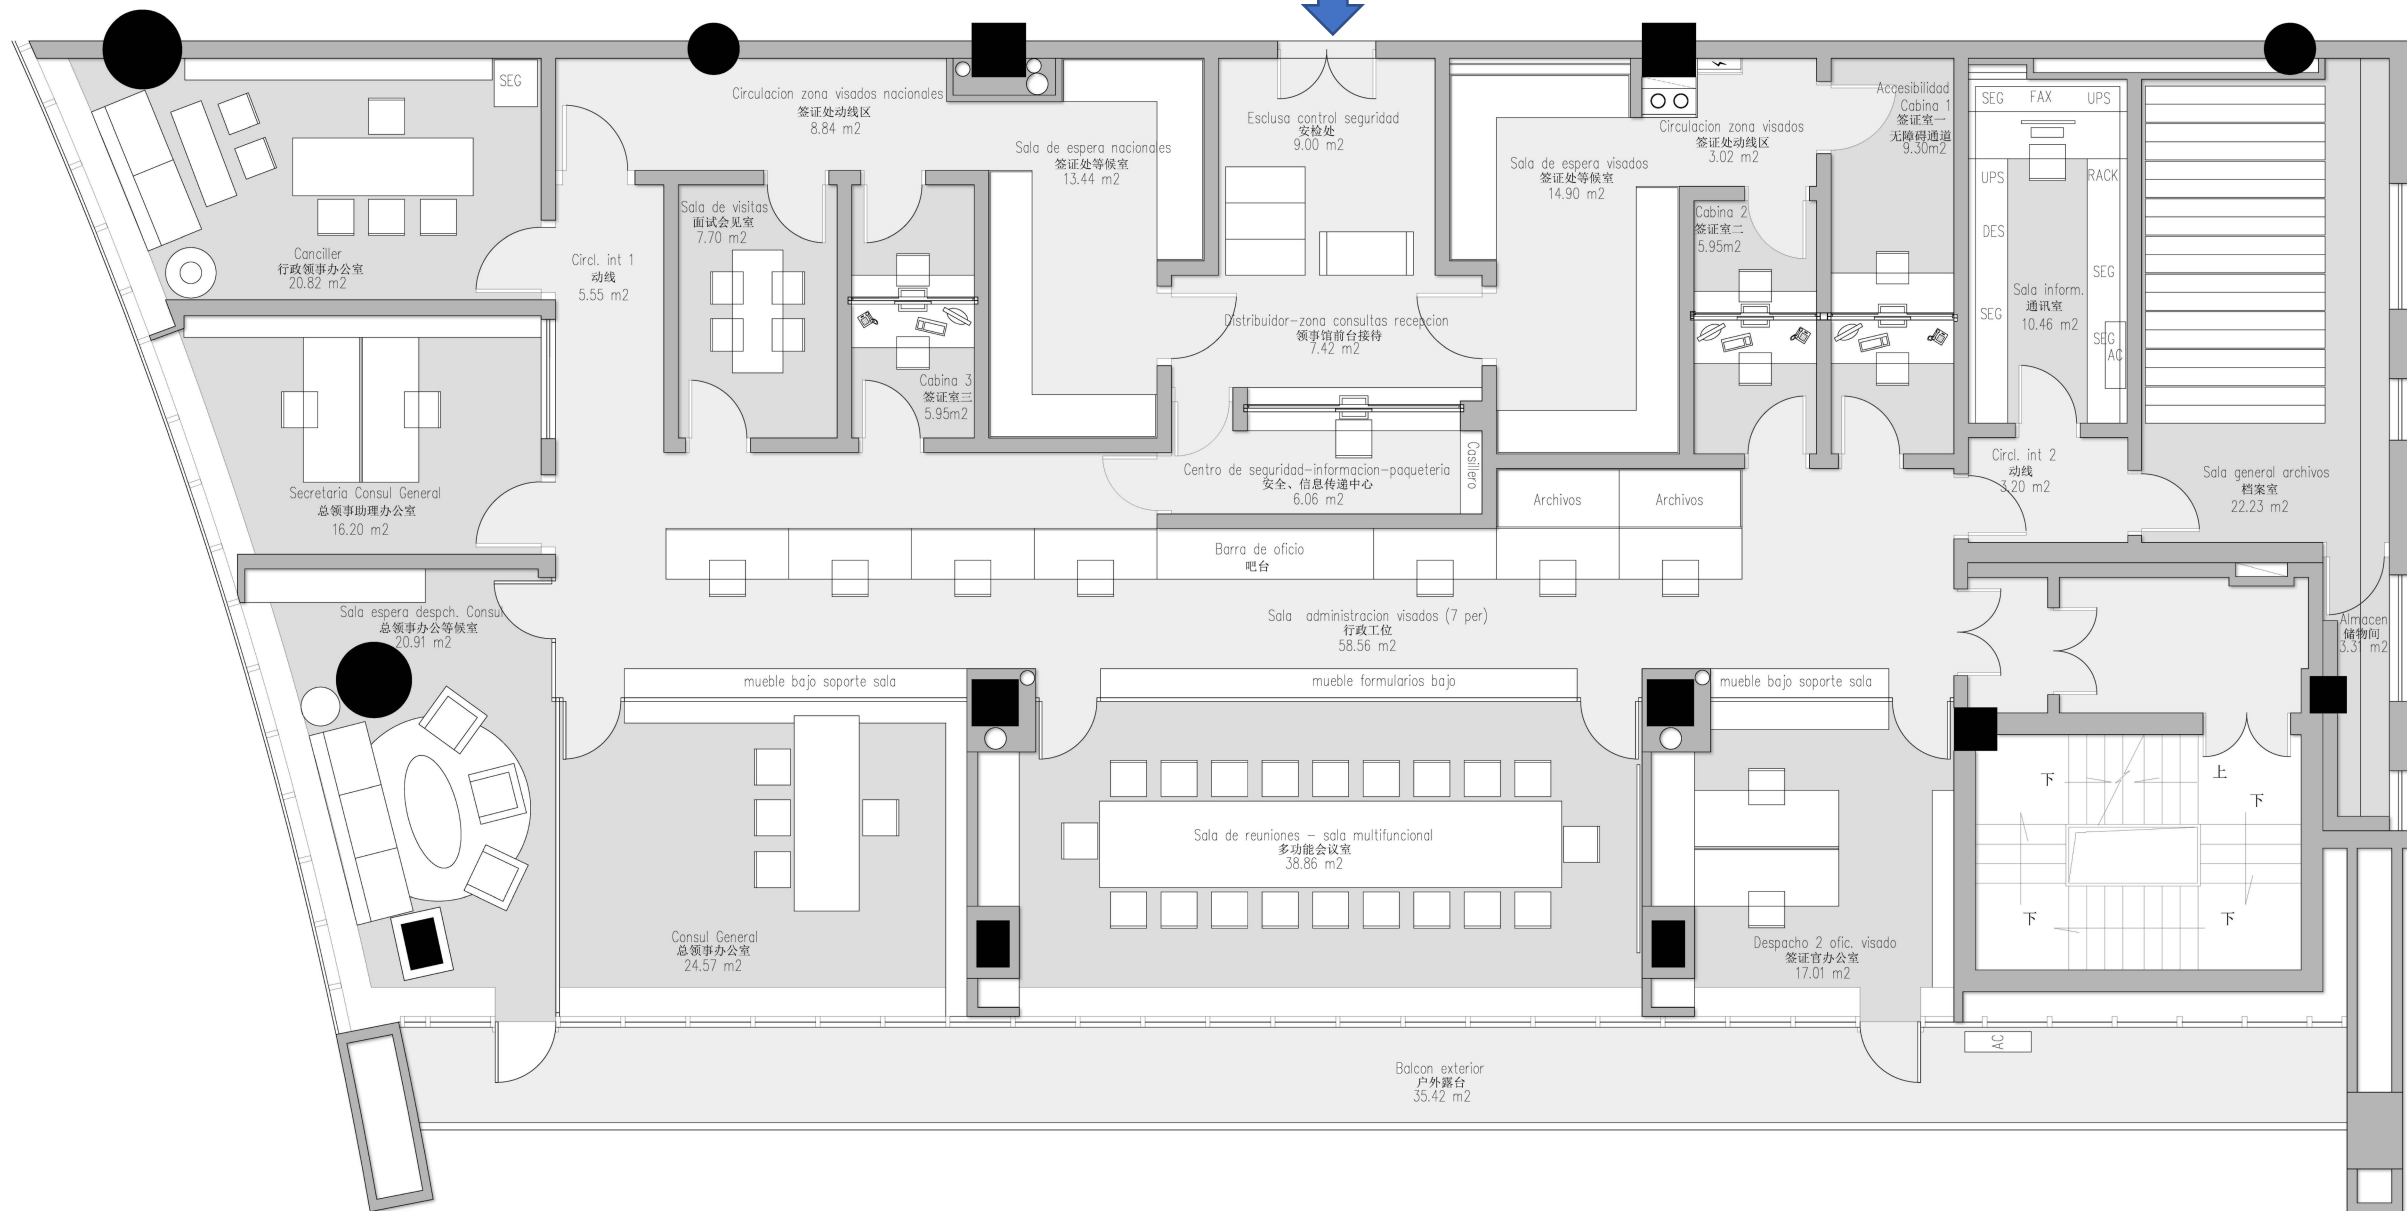 SEG
Canciller
行政领事办公室
20.82 m2
Circulacion zona visados nacionales
签证处动线区
8.84 m2
Sala de espera nacionales
签证处等候室
13.44 m2
Esclusa control seguridad
安检处
9.00 m2
Sala de espera visados
签证处等候室
14.90 m2
Circulacion zona visados
签证处动线区
3.02 m2
Accesibilidad
Cabina 1
签证室一
无障碍通道
9.30m2
SEG
FAX
UPS
UPS
RACK
DES
SEG
SEG
SEG
AC
Sala inform.
通讯室
10.46 m2
Circl. int 1
动线
5.55 m2
Sala de visitas
面试会见室
7.70 m2
Cabina 3
签证室三
5.95m2
Distribuidor-zona consultas recepcion
领事馆前台接待
7.42 m2
Cabina 2
签证室二
5.95m2
Secretaria Consul General
总领事助理办公室
16.20 m2
Centro de seguridad-informacion-paqueteria
安全、信息传递中心
6.06 m2
Casillero
Archivos
Archivos
Circl. int 2
动线
3.20 m2
Sala general archivos
档案室
22.23 m2
Barra de oficio
吧台
Sala espera despch. Consul
总领事办公等候室
20.91 m2
Sala administracion visados (7 per)
行政工位
58.56 m2
Almacen
储物间
3.31 m2
mueble bajo soporte sala
mueble formularios bajo
mueble bajo soporte sala
Consul General
总领事办公室
24.57 m2
Sala de reuniones - sala multifuncional
多功能会议室
38.86 m2
Despacho 2 ofic. visado
签证官办公室
17.01 m2
下
上
下
下
下
AC
Balcon exterior
户外露台
35.42 m2